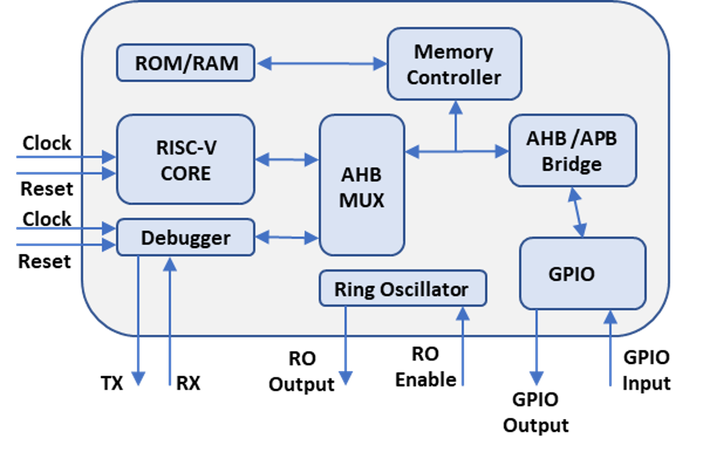 Memory
Controller
ROM/RAM
Clock
Reset
RISC-V
CORE
AHB
MUX
AHB /APB
Bridge
Clock
Reset
Debugger
Ring Oscillator
GPIO
TX
RX
RO
Output
RO
Enable
GPIO
Output
GPIO
Input